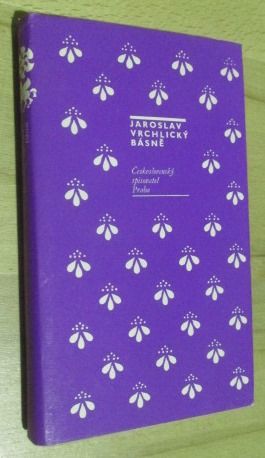 JAROSLAV
VRCHLICKÝ
BÁSNĚ
Československý
spisovatel
Praha